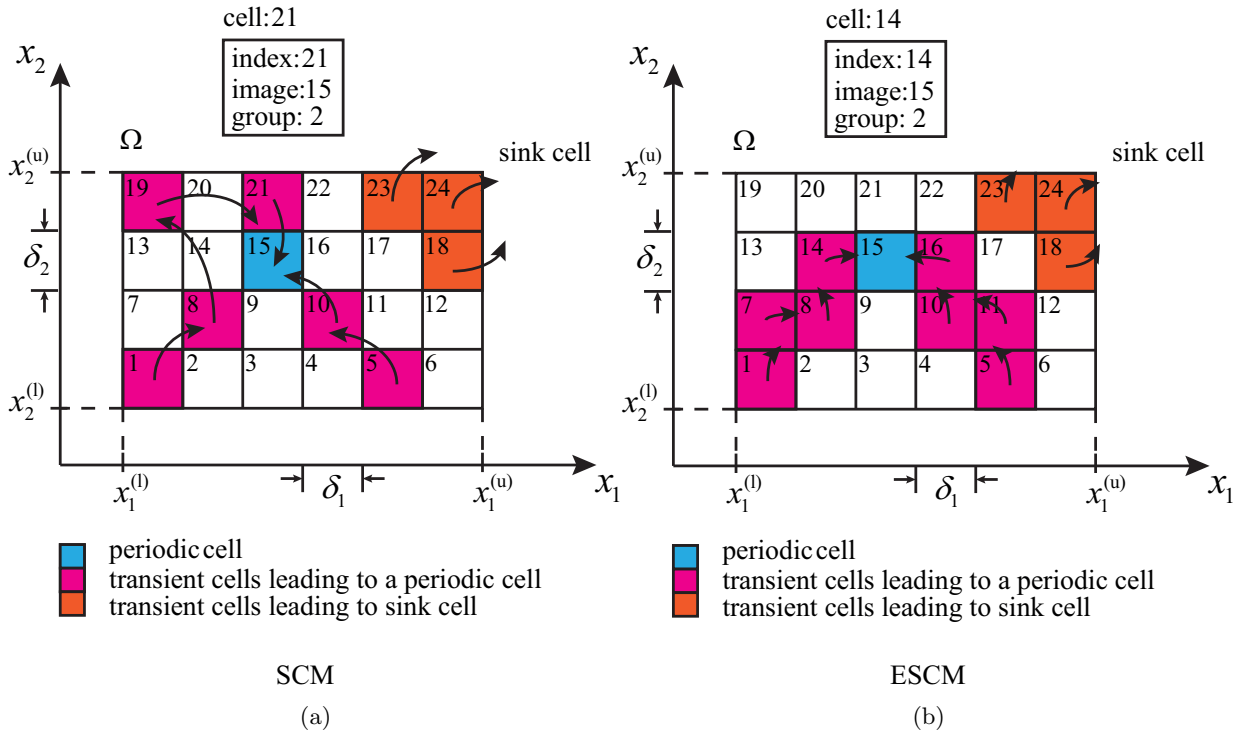 cell:21
index:21
image:15
group: 2
x₂
Ω
sink cell
x₂⁽ᵘ⁾
19 20 21 22 23 24
δ₂
13 14 15 16 17 18
7 8 9 10 11 12
1 2 3 4 5 6
x₂⁽ˡ⁾
x₁⁽ˡ⁾ δ₁ x₁⁽ᵘ⁾ x₁
periodic cell
transient cells leading to a periodic cell
transient cells leading to sink cell
SCM
(a)
cell:14
index:14
image:15
group: 2
x₂
Ω
sink cell
x₂⁽ᵘ⁾
19 20 21 22 23 24
δ₂
13 14 15 16 17 18
7 8 9 10 11 12
1 2 3 4 5 6
x₂⁽ˡ⁾
x₁⁽ˡ⁾ δ₁ x₁⁽ᵘ⁾ x₁
periodic cell
transient cells leading to a periodic cell
transient cells leading to sink cell
ESCM
(b)